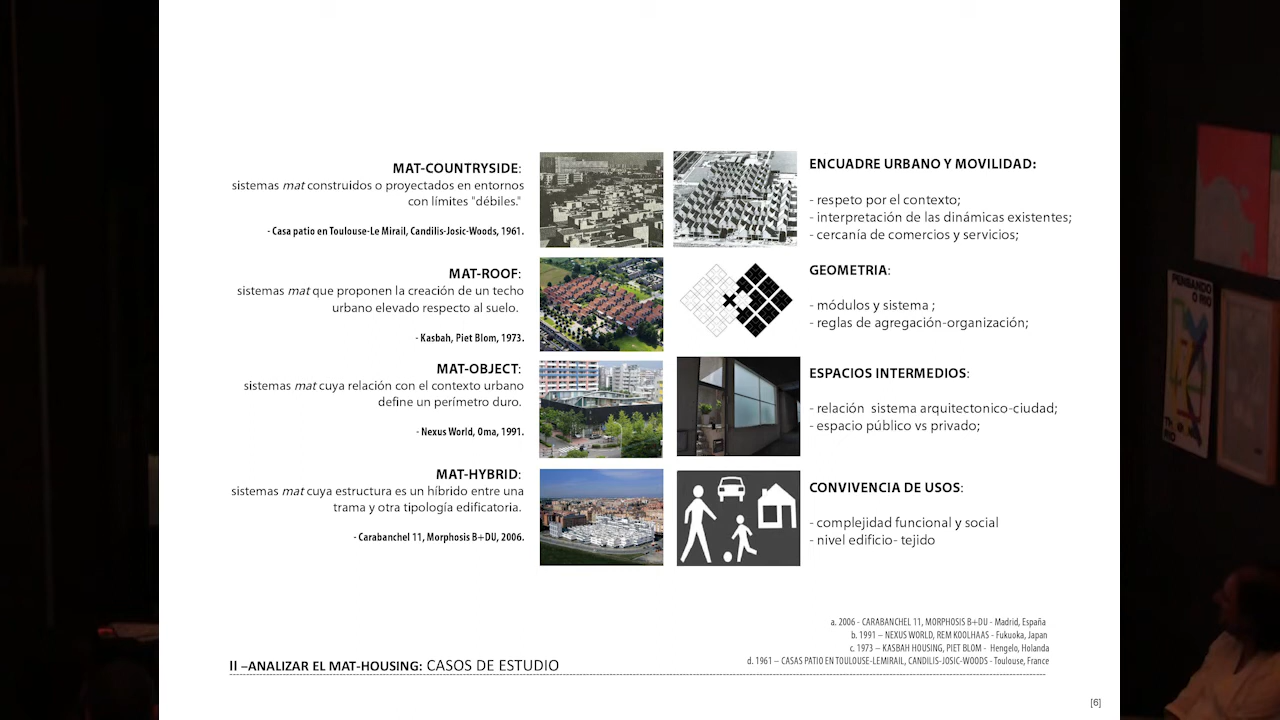 MAT-COUNTRYSIDE:
sistemas mat construidos o proyectados en entornos
con límites "débiles."
- Casa patio en Toulouse-Le Mirail, Candilis-Josic-Woods, 1961.
MAT-ROOF:
sistemas mat que proponen la creación de un techo
urbano elevado respecto al suelo.
- Kasbah, Piet Blom, 1973.
MAT-OBJECT:
sistemas mat cuya relación con el contexto urbano
define un perímetro duro.
- Nexus World, Oma, 1991.
MAT-HYBRID:
sistemas mat cuya estructura es un híbrido entre una
trama y otra tipología edificatoria.
- Carabanchel 11, Morphosis B+DU, 2006.
ENCUADRE URBANO Y MOVILIDAD:
- respeto por el contexto;
- interpretación de las dinámicas existentes;
- cercanía de comercios y servicios;
GEOMETRIA:
- módulos y sistema ;
- reglas de agregación-organización;
ESPACIOS INTERMEDIOS:
- relación sistema arquitectonico-ciudad;
- espacio público vs privado;
CONVIVENCIA DE USOS:
- complejidad funcional y social
- nivel edificio- tejido
a. 2006 - CARABANCHEL 11, MORPHOSIS B+DU - Madrid, España
b. 1991 – NEXUS WORLD, REM KOOLHAAS - Fukuoka, Japan
c. 1973 – KASBAH HOUSING, PIET BLOM - Hengelo, Holanda
d. 1961 – CASAS PATIO EN TOULOUSE-LEMIRAIL, CANDILIS-JOSIC-WOODS - Toulouse, France
II –ANALIZAR EL MAT-HOUSING: CASOS DE ESTUDIO
[6]
PENSANDO
O RIO